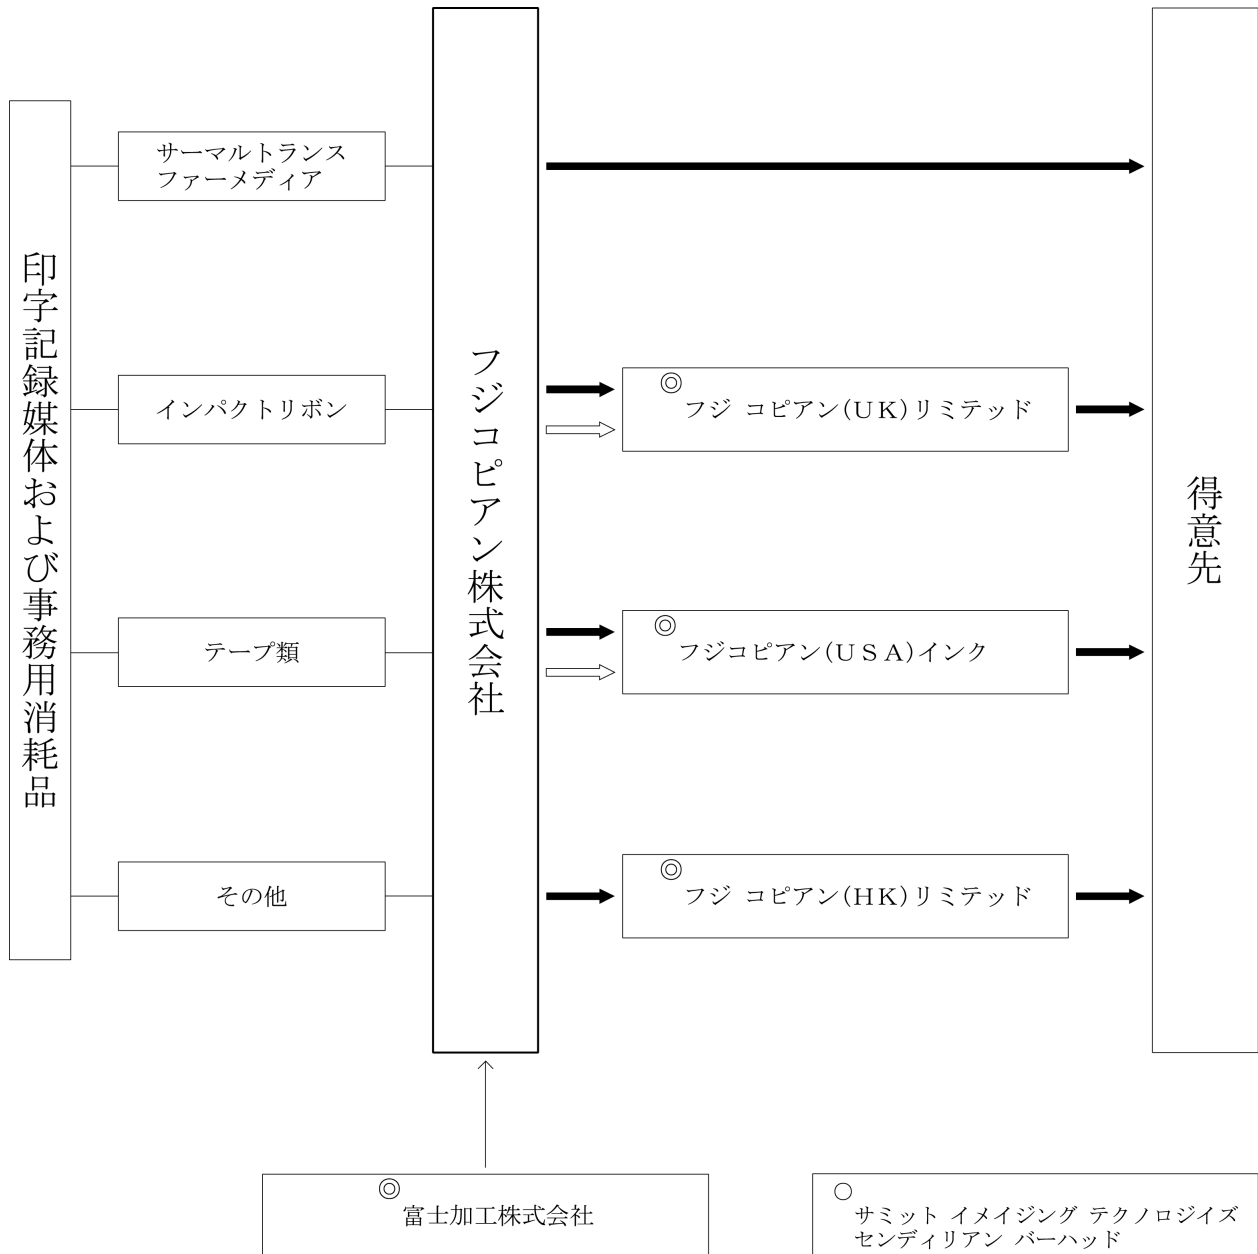 印字記録媒体および事務用消耗品
サーマルトランス
ファーメディア
インパクトリボン
テープ類
その他
フジコピアン株式会社
◎
フジ コピアン(UK)リミテッド
◎
フジコピアン(USA)インク
◎
フジ コピアン(HK)リミテッド
得意先
◎
富士加工株式会社
○
サミット イメイジング テクノロジイズ
センディリアン バーハッド